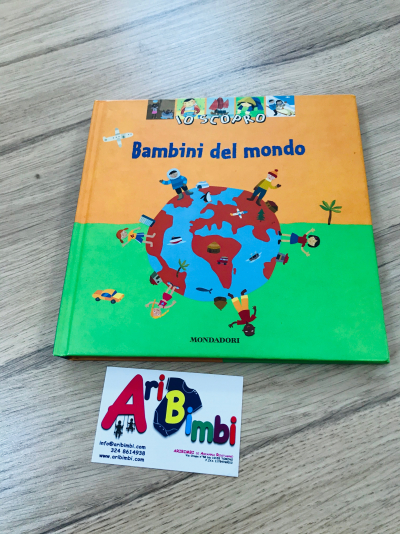 IO SCOPRO
Bambini del mondo
MONDADORI
AriBimbi
info@aribimbi.com
324 8614938
www.aribimbi.com